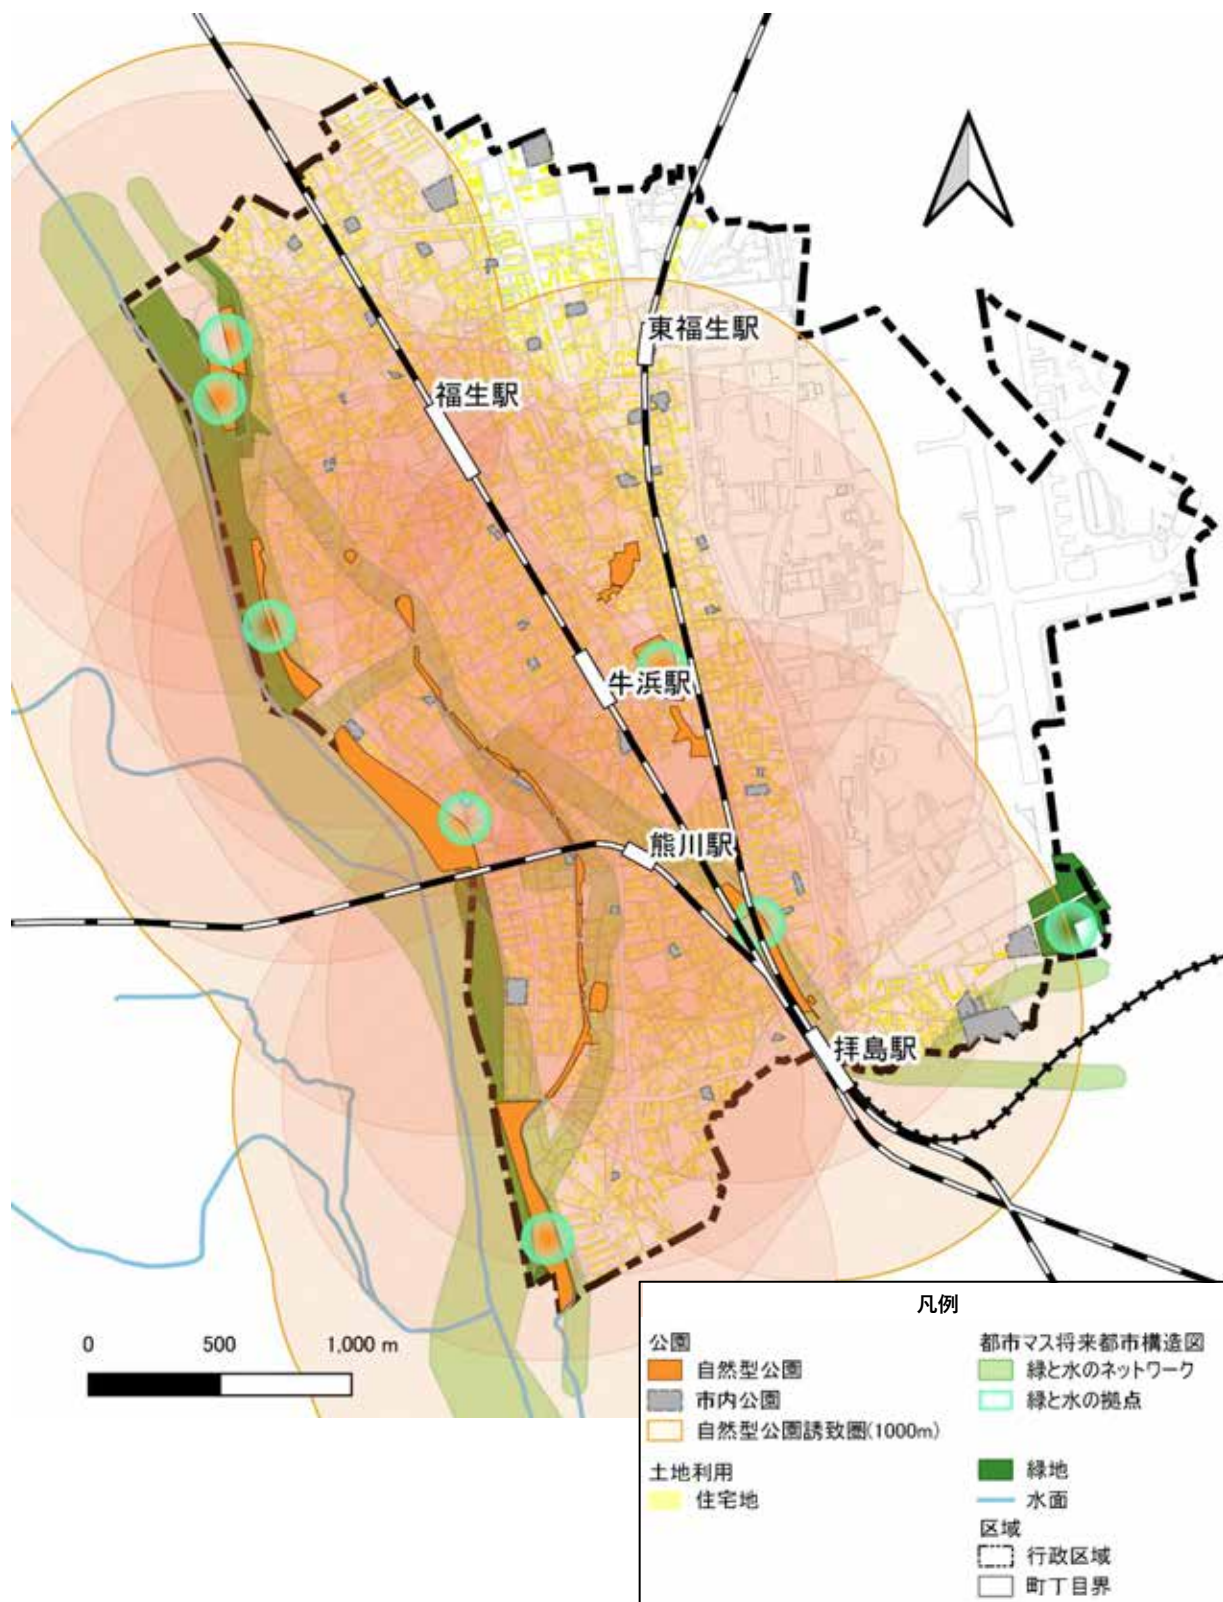 東福生駅
福生駅
牛浜駅
熊川駅
拝島駅
0 500 1,000 m
凡例
公園
自然型公園
市内公園
自然型公園誘致圏(1000m)
土地利用
住宅地
都市マス将来都市構造図
緑と水のネットワーク
緑と水の拠点
緑地
水面
区域
行政区域
町丁目界